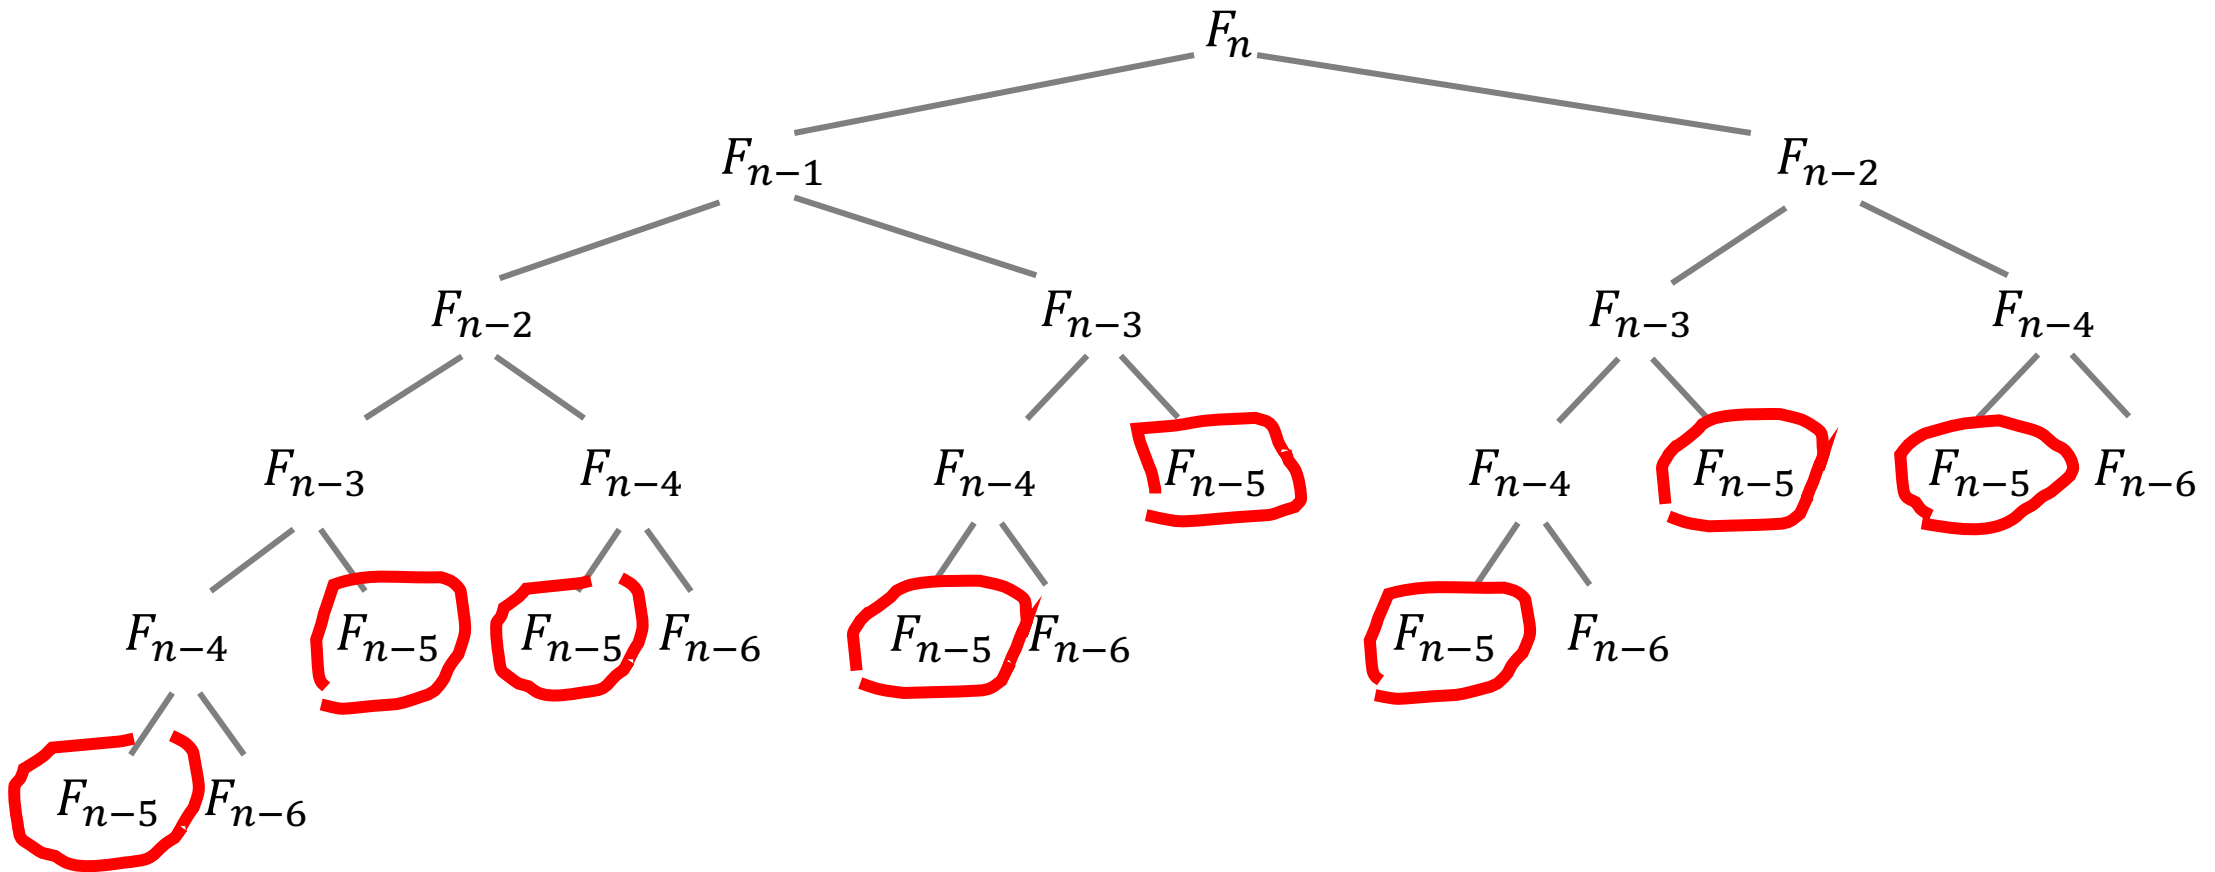 Fₙ
Fₙ₋₁ Fₙ₋₂
Fₙ₋₂ Fₙ₋₃ Fₙ₋₃ Fₙ₋₄
Fₙ₋₃ Fₙ₋₄ Fₙ₋₄ Fₙ₋₅ Fₙ₋₄ Fₙ₋₅ Fₙ₋₅ Fₙ₋₆
Fₙ₋₄ Fₙ₋₅ Fₙ₋₅ Fₙ₋₆ Fₙ₋₅ Fₙ₋₆ Fₙ₋₅ Fₙ₋₆
Fₙ₋₅ Fₙ₋₆